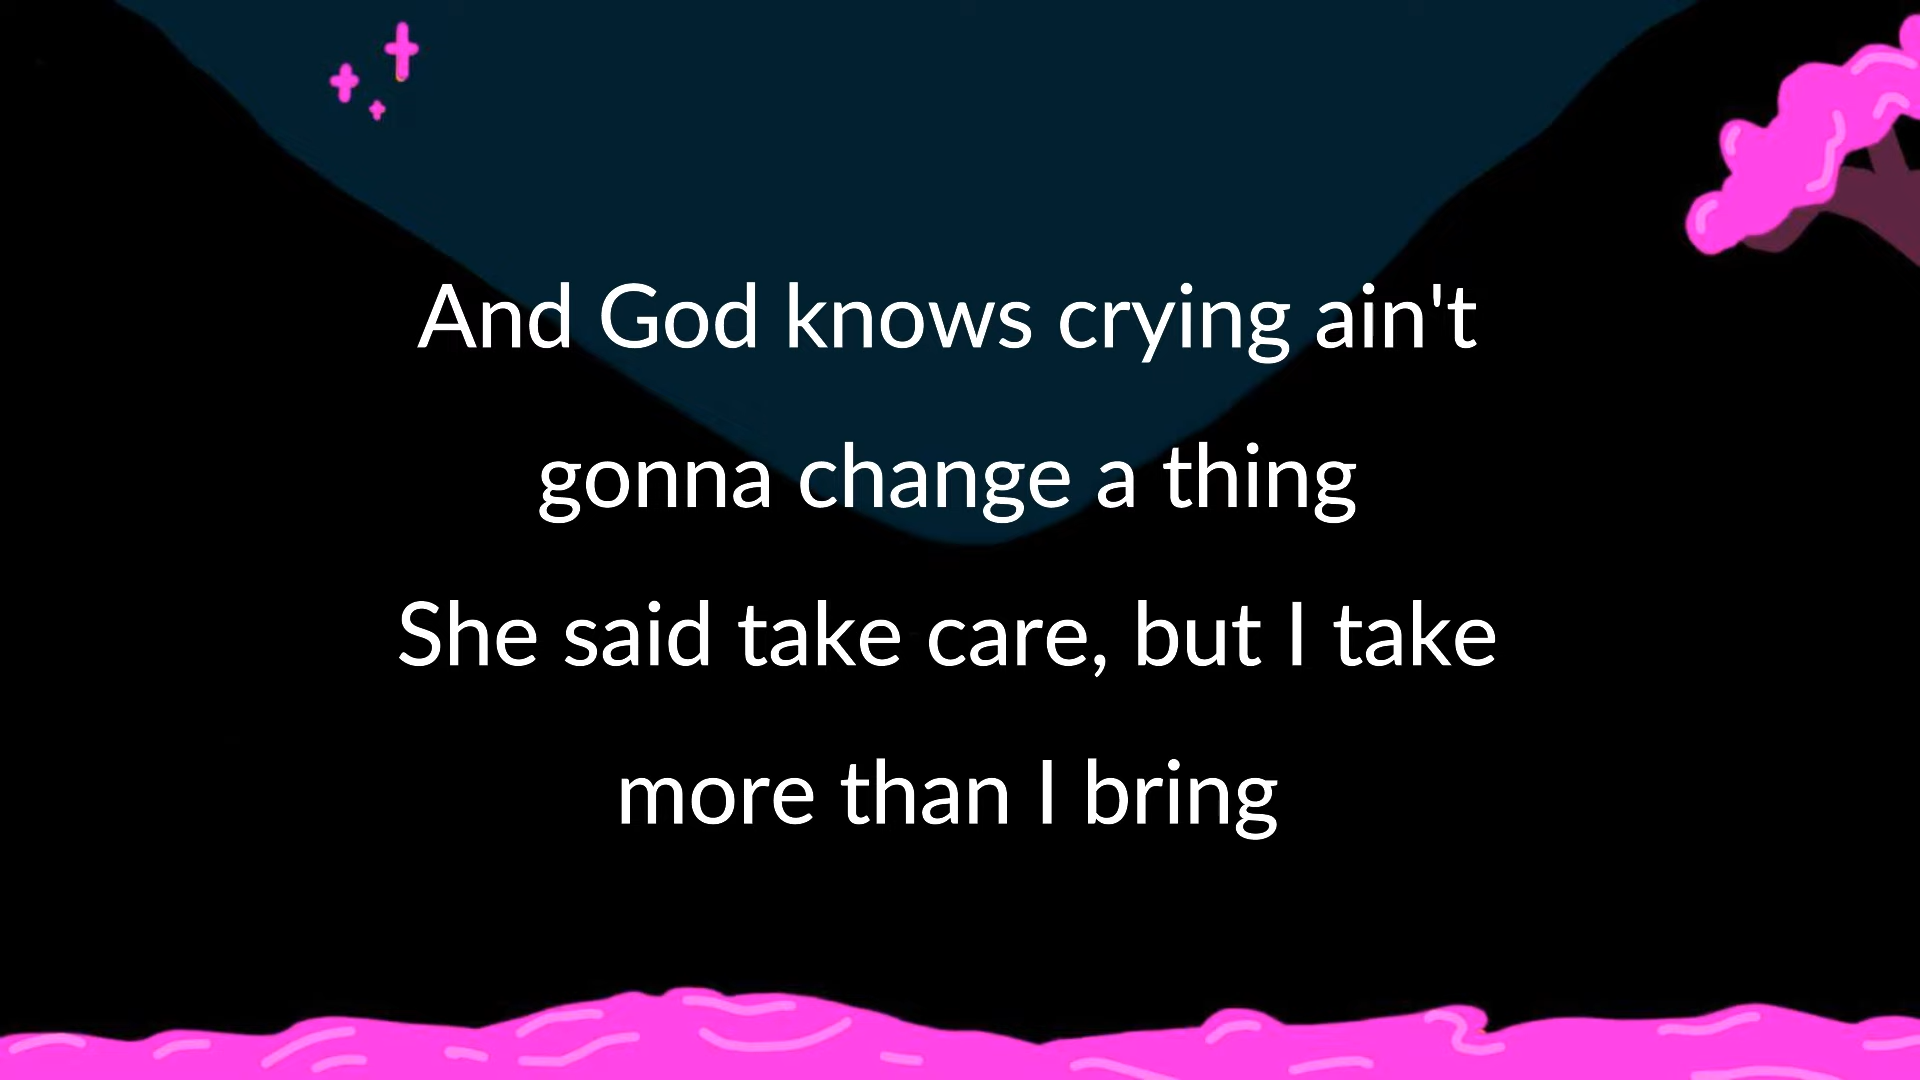 And God knows crying ain't
gonna change a thing
She said take care, but I take
more than I bring